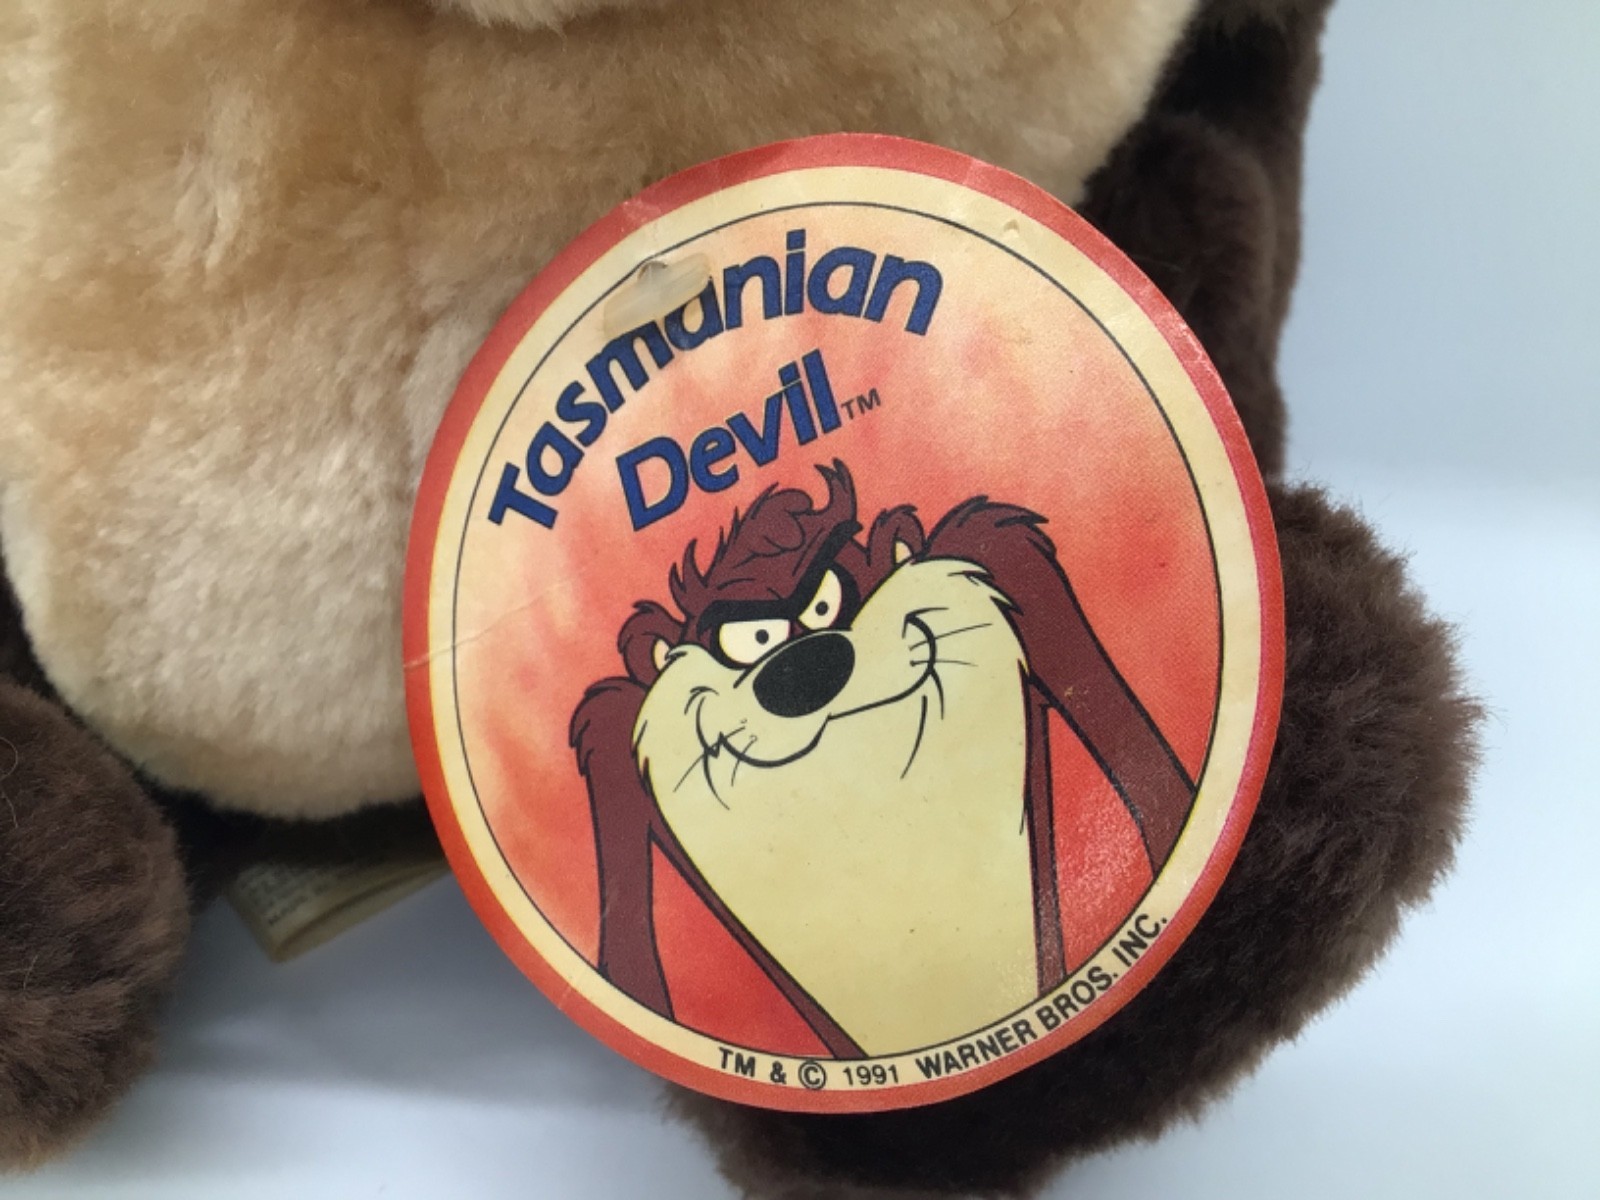 Tasmanian
Devil™
TM & © 1991 WARNER BROS. INC.